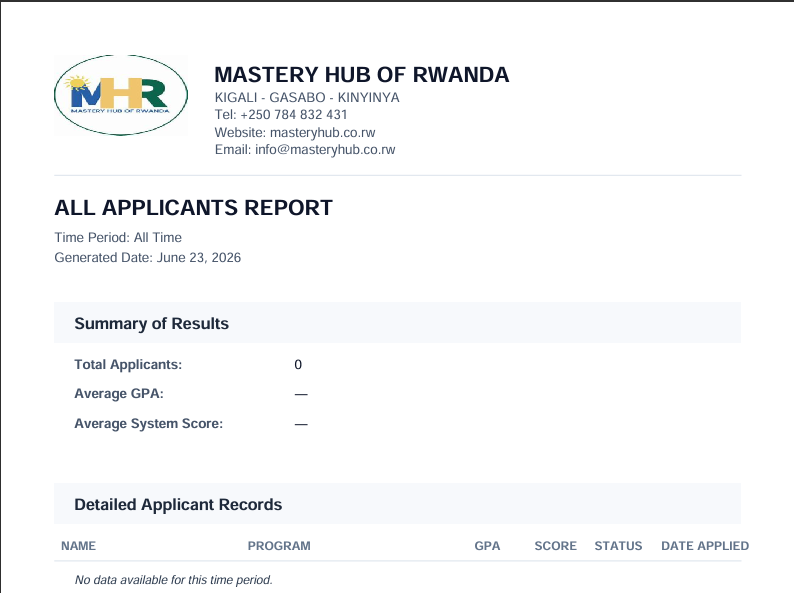 MHR
MASTERY HUB OF RWANDA
MASTERY HUB OF RWANDA
KIGALI - GASABO - KINYINYA
Tel: +250 784 832 431
Website: masteryhub.co.rw
Email: info@masteryhub.co.rw
ALL APPLICANTS REPORT
Time Period: All Time
Generated Date: June 23, 2026
Summary of Results
Total Applicants: 0
Average GPA: —
Average System Score: —
Detailed Applicant Records
NAME PROGRAM GPA SCORE STATUS DATE APPLIED
No data available for this time period.